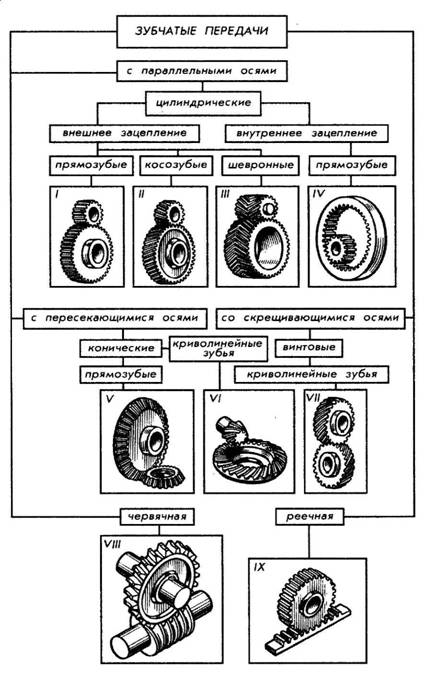 ЗУБЧАТЫЕ ПЕРЕДАЧИ
с параллельными осями
цилиндрические
внешнее зацепление
внутреннее зацепление
прямозубые
косозубые
шевронные
прямозубые
I
II
III
IV
с пересекающимися осями
со скрещивающимися осями
конические
криволинейные
зубья
винтовые
прямозубые
криволинейные зубья
V
VI
VII
червячная
реечная
VIII
IX